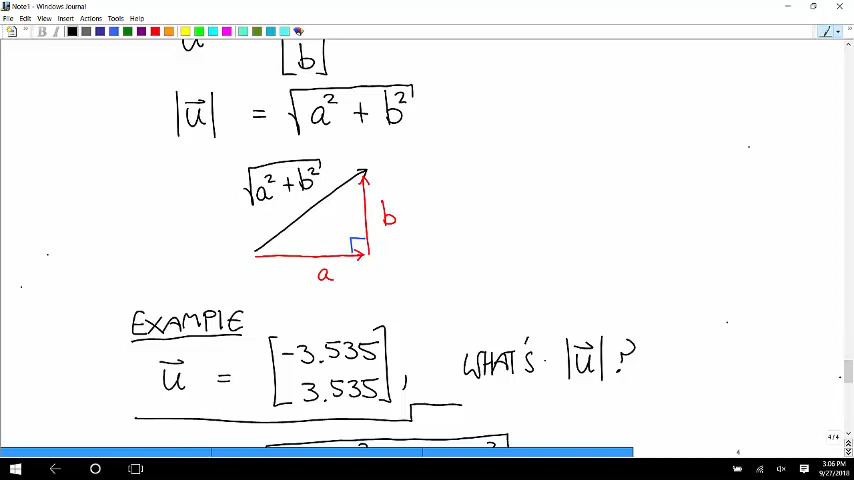 Note1 - Windows Journal
File Edit View Insert Actions Tools Help
B I
u [b]
|u⃗| = √(a² + b²)
√(a² + b²)
b
a
EXAMPLE
u⃗ = [-3.535
3.535], WHAT'S |u⃗|?
4/4
4
3:06 PM
9/27/2018